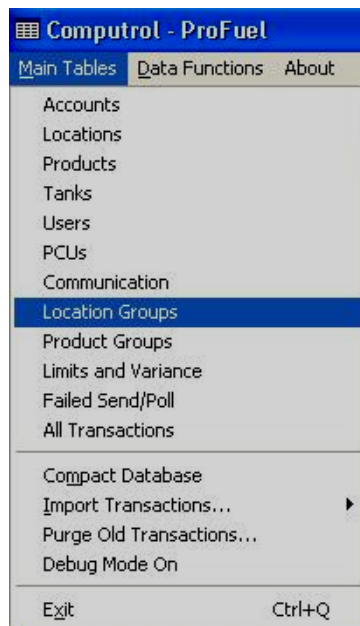 Computrol - ProFuel
Main Tables Data Functions About
Accounts
Locations
Products
Tanks
Users
PCUs
Communication
Location Groups
Product Groups
Limits and Variance
Failed Send/Poll
All Transactions
Compact Database
Import Transactions...
Purge Old Transactions...
Debug Mode On
Exit Ctrl+Q